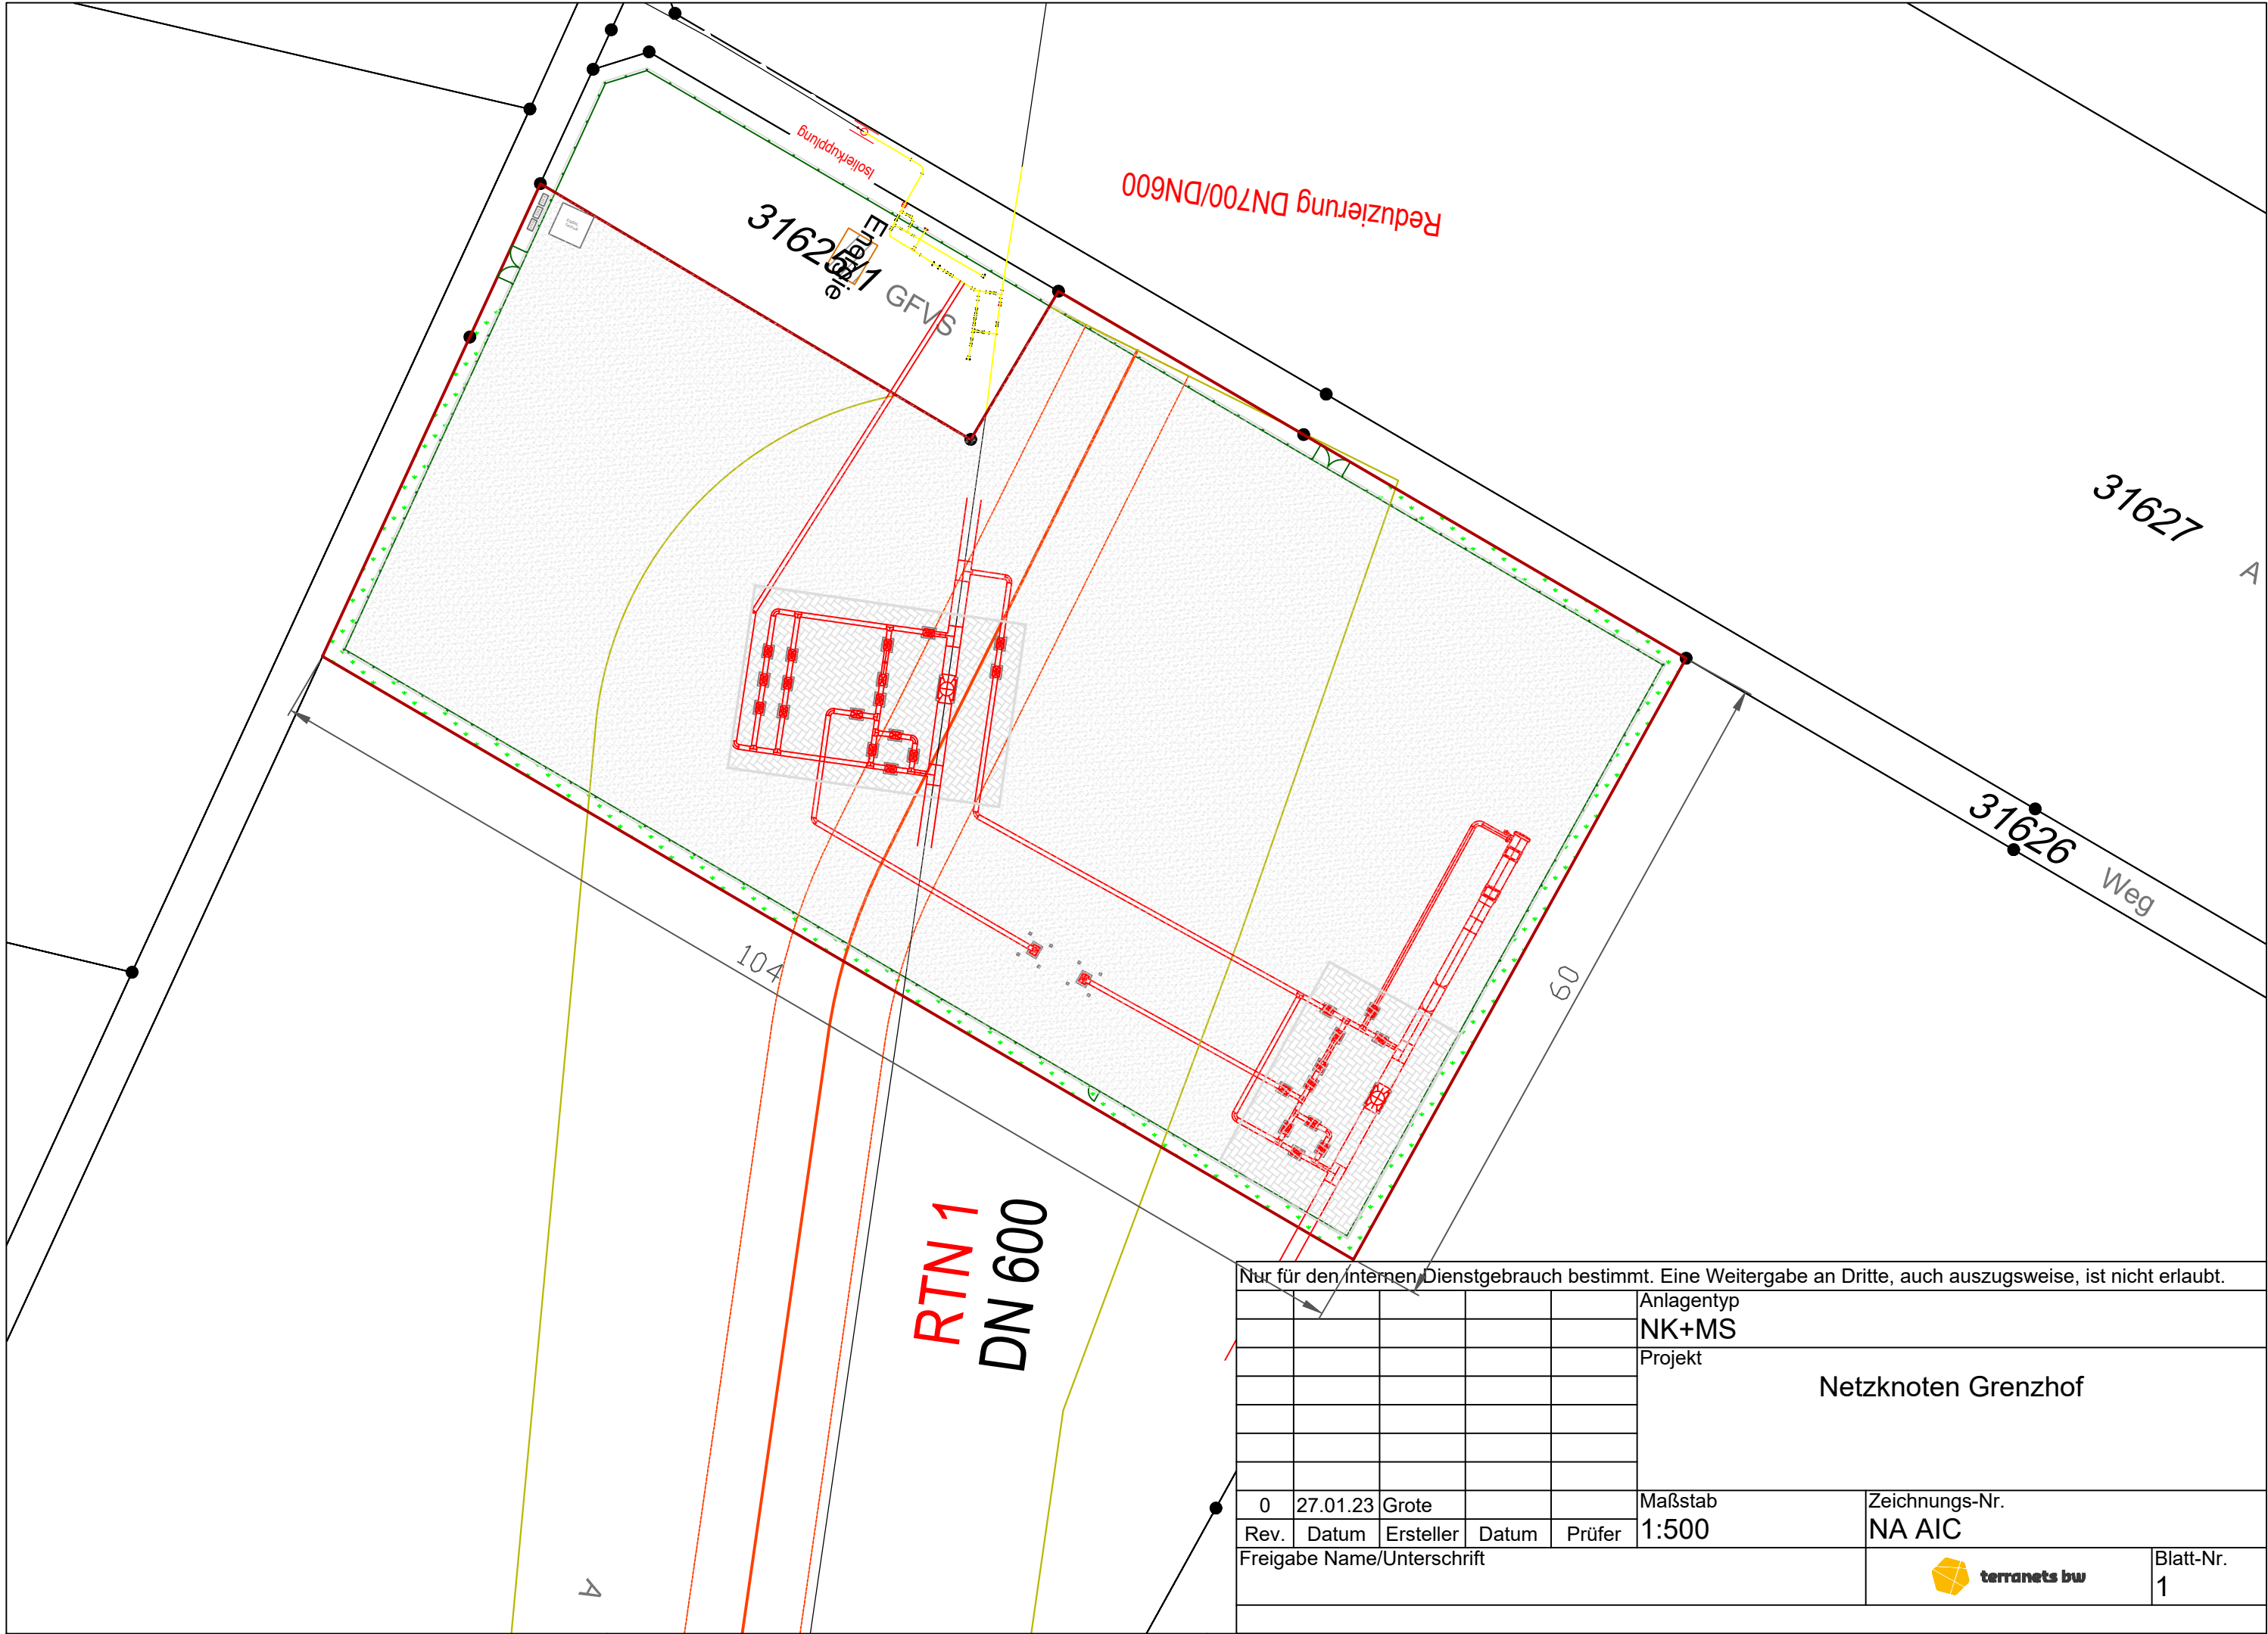 Isolierkupplung
Reduzierung DN700/DN600
31625/1
Engie
GFVS
31627
A
31626
Weg
104
60
RTN 1
DN 600
A
Nur für den internen Dienstgebrauch bestimmt. Eine Weitergabe an Dritte, auch auszugsweise, ist nicht erlaubt.
Anlagentyp
NK+MS
Projekt
Netzknoten Grenzhof
0 27.01.23 Grote
Rev. Datum Ersteller Datum Prüfer
Maßstab
1:500
Zeichnungs-Nr.
NA AIC
Freigabe Name/Unterschrift
terranets bw
Blatt-Nr.
1